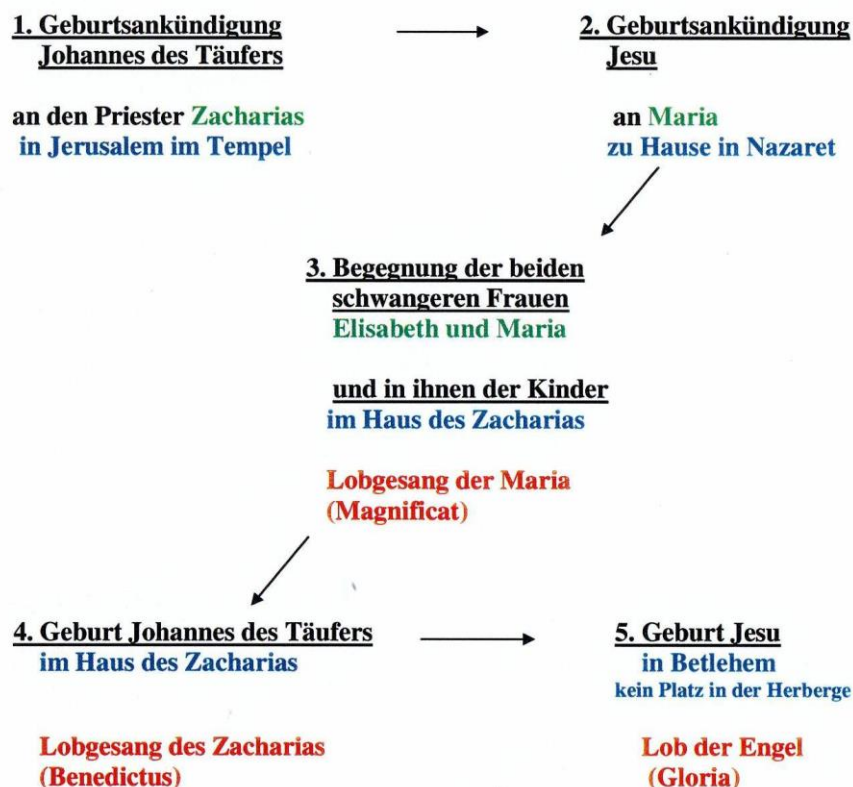 1. Geburtsankündigung
Johannes des Täufers
an den Priester Zacharias
in Jerusalem im Tempel
2. Geburtsankündigung
Jesu
an Maria
zu Hause in Nazaret
3. Begegnung der beiden
schwangeren Frauen
Elisabeth und Maria
und in ihnen der Kinder
im Haus des Zacharias
Lobgesang der Maria
(Magnificat)
4. Geburt Johannes des Täufers
im Haus des Zacharias
Lobgesang des Zacharias
(Benedictus)
5. Geburt Jesu
in Betlehem
kein Platz in der Herberge
Lob der Engel
(Gloria)